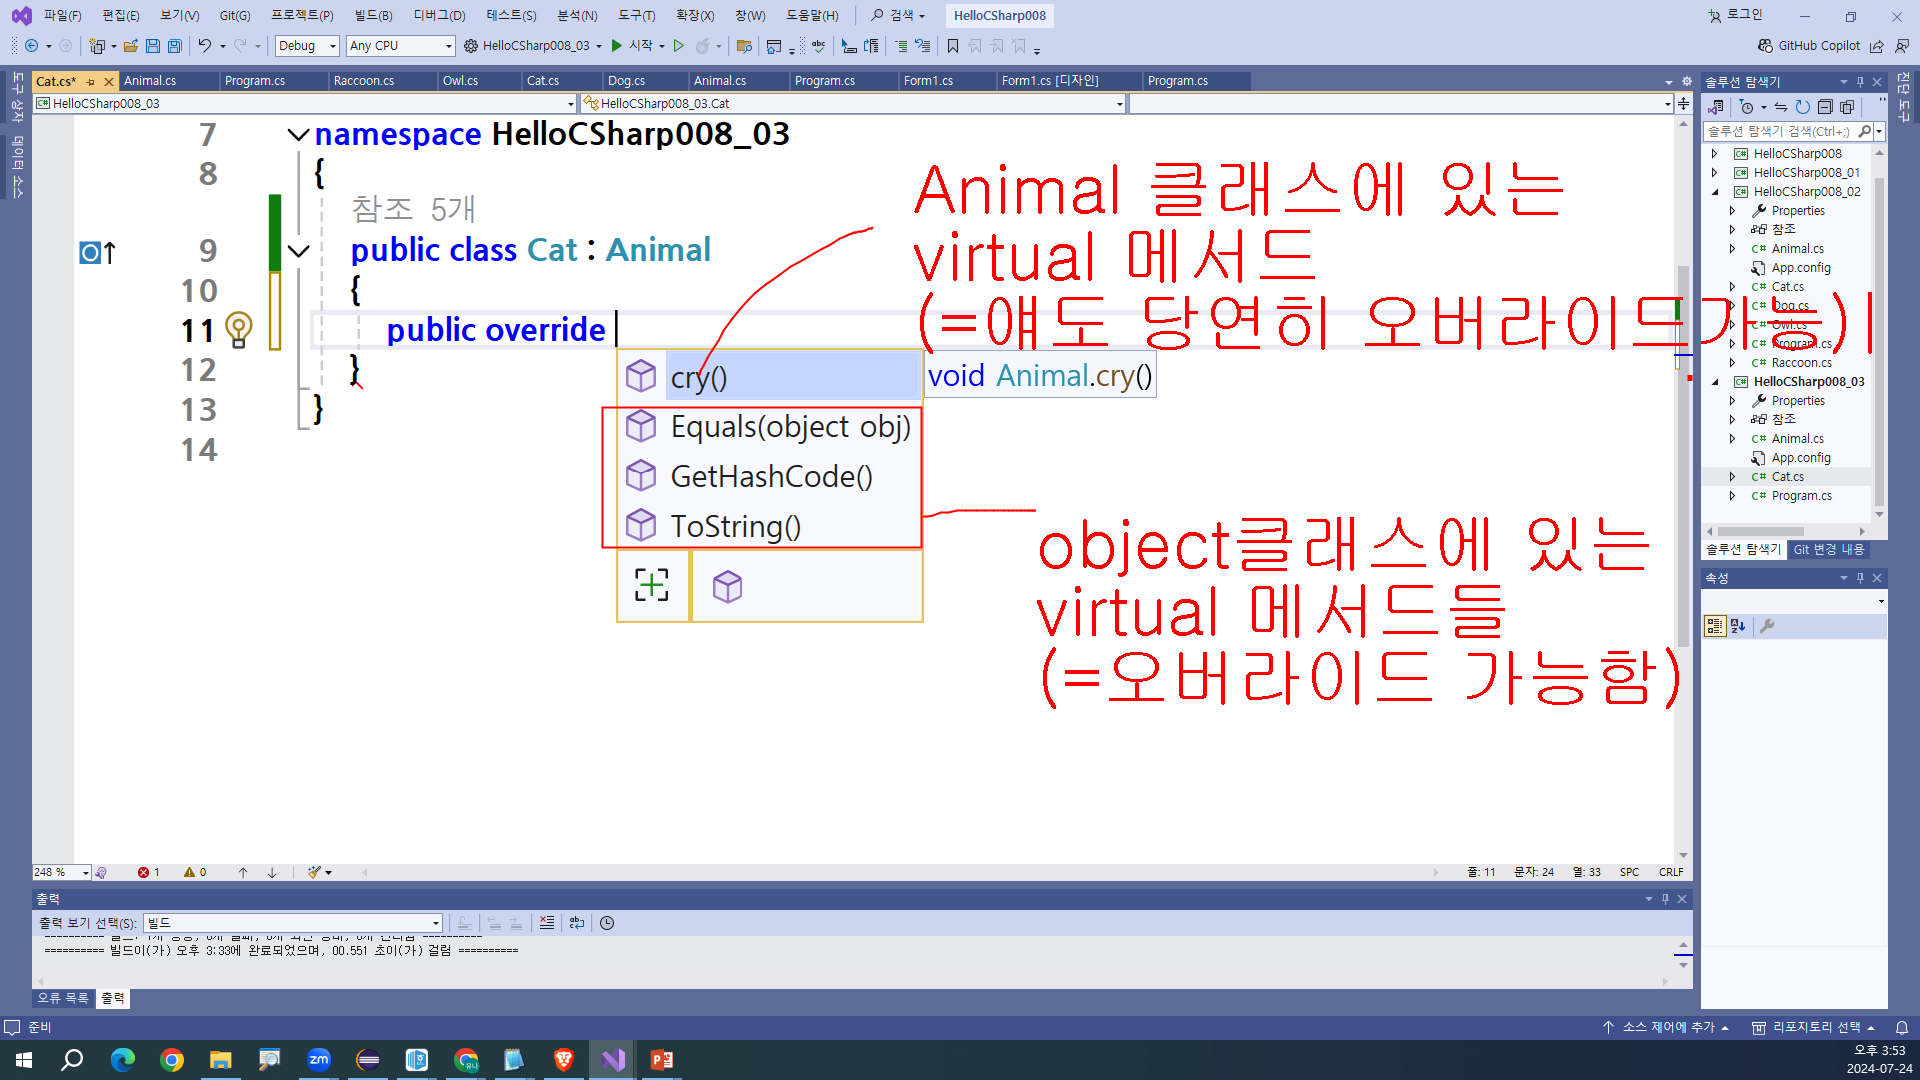 파일(F) 편집(E) 보기(V) Git(G) 프로젝트(P) 빌드(B) 디버그(D) 테스트(S) 분석(N) 도구(T) 확장(X) 창(W) 도움말(H) 검색 HelloCSharp008 로그인
Debug Any CPU HelloCSharp008_03 시작 GitHub Copilot
Cat.cs* Animal.cs Program.cs Raccoon.cs Owl.cs Cat.cs Dog.cs Animal.cs Program.cs Form1.cs Form1.cs [디자인] Program.cs
HelloCSharp008_03 HelloCSharp008_03.Cat
도구 상자
데이터 소스
진단 도구
7 namespace HelloCSharp008_03
8 {
참조 5개
9 public class Cat : Animal
10 {
11 public override
12 }
13 }
14
cry()
Equals(object obj)
GetHashCode()
ToString()
void Animal.cry()
Animal 클래스에 있는
virtual 메서드
(=얘도 당연히 오버라이드가능)
object클래스에 있는
virtual 메서드들
(=오버라이드 가능함)
솔루션 탐색기
솔루션 탐색기 검색(Ctrl+;)
HelloCSharp008
HelloCSharp008_01
HelloCSharp008_02
Properties
참조
Animal.cs
App.config
Cat.cs
Dog.cs
Owl.cs
Program.cs
Raccoon.cs
HelloCSharp008_03
Properties
참조
Animal.cs
App.config
Cat.cs
Program.cs
솔루션 탐색기 Git 변경 내용
속성
248 % 1 0 줄: 11 문자: 24 열: 33 SPC CRLF
출력
출력 보기 선택(S): 빌드
========== 빌드이(가) 오후 3:33에 완료되었으며, 00.551 초이(가) 걸림 ==========
오류 목록 출력
준비 소스 제어에 추가 리포지토리 선택
오후 3:53
2024-07-24